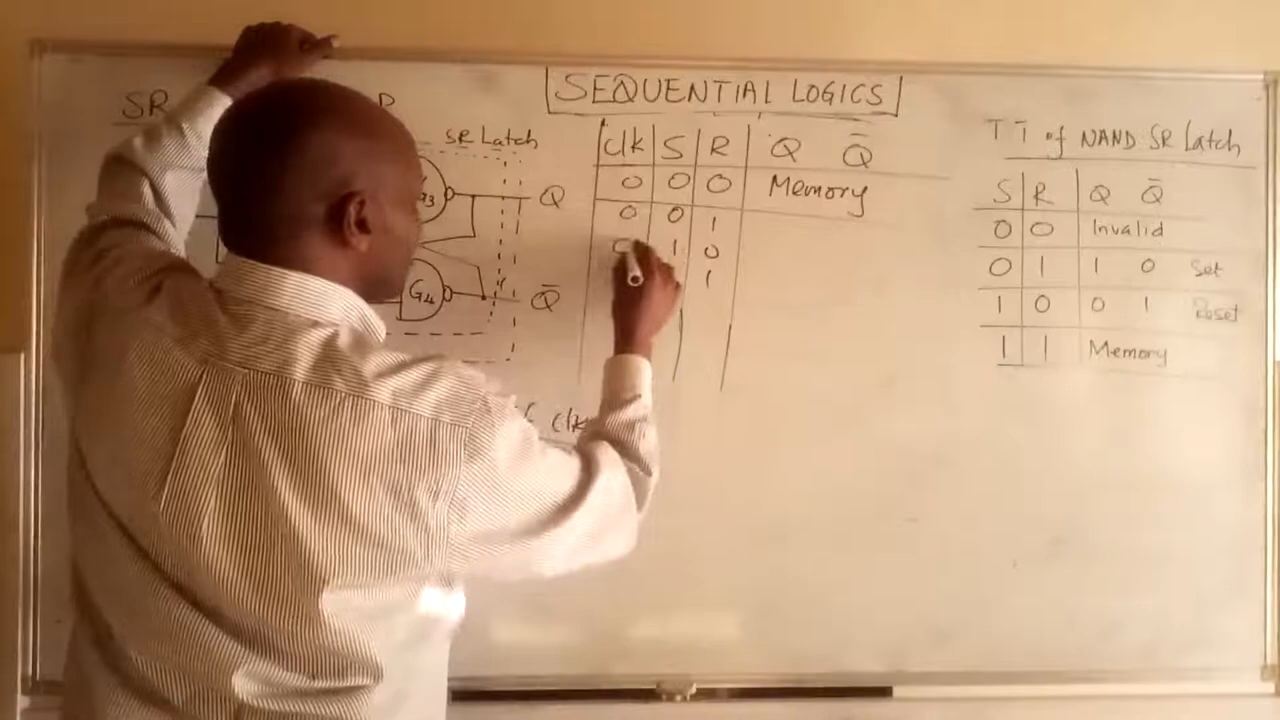 SEQUENTIAL LOGICS
SR
SR Latch
Q
Q̄
G4
Clk S R Q Q̄
0 0 0 Memory
0 0 1
0 1 0
1
Clk
T T of NAND SR Latch
S R Q Q̄
0 0 Invalid
0 1 1 0 Set
1 0 0 1 Reset
1 1 Memory